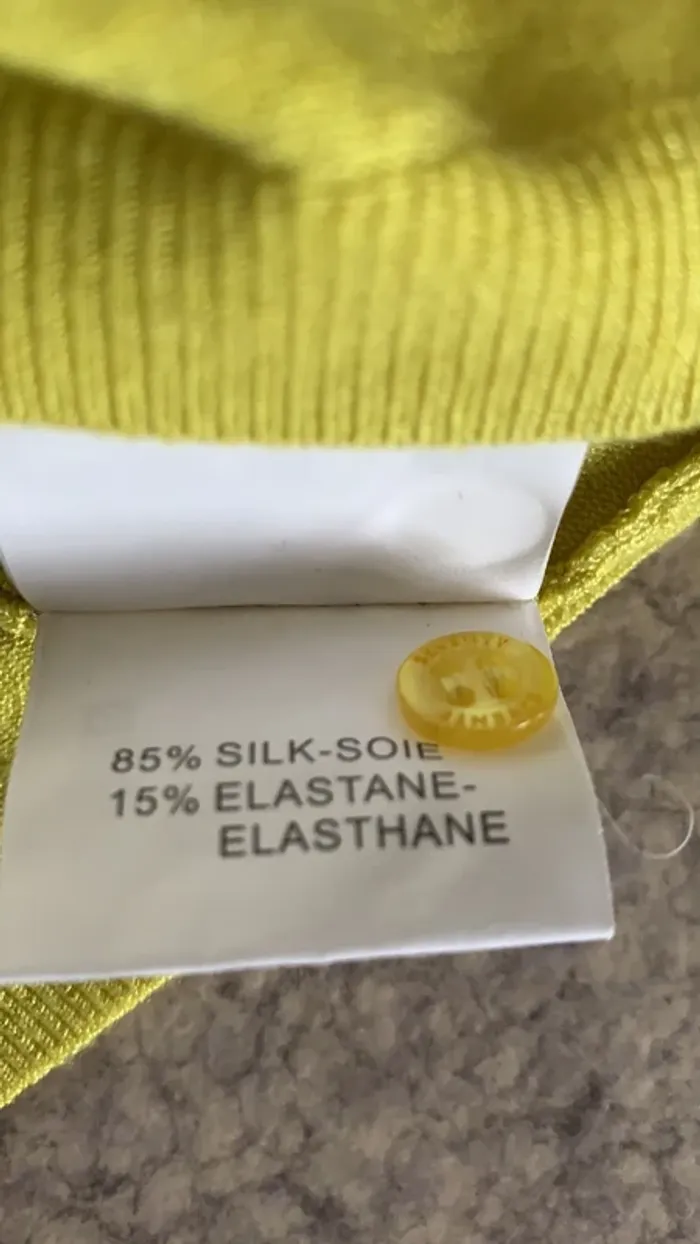 85% SILK-SOIE
15% ELASTANE-
ELASTHANE